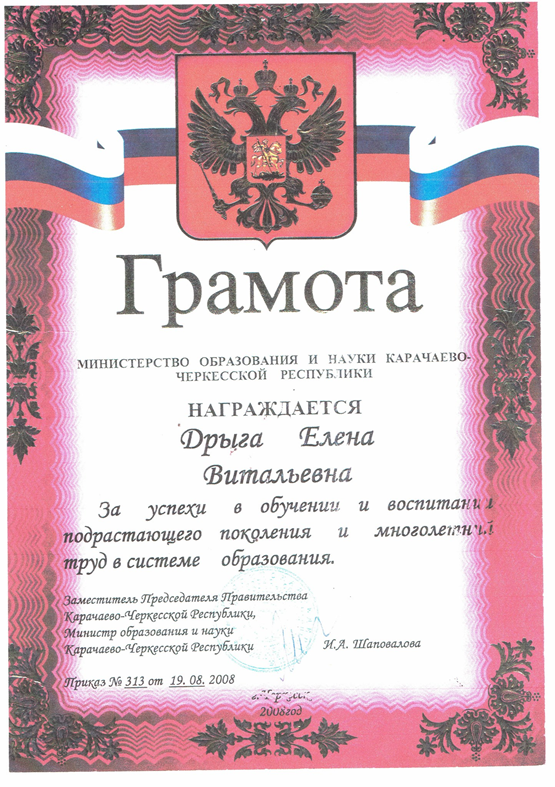 Грамота
МИНИСТЕРСТВО ОБРАЗОВАНИЯ И НАУКИ КАРАЧАЕВО-
ЧЕРКЕССКОЙ РЕСПУБЛИКИ
НАГРАЖДАЕТСЯ
Дрыга Елена
Витальевна
За успехи в обучении и воспитании
подрастающего поколения и многолетний
труд в системе образования.
Заместитель Председателя Правительства
Карачаево-Черкесской Республики,
Министр образования и науки
Карачаево-Черкесской Республики И.А. Шаповалова
Приказ № 313 от 19. 08. 2008
2008год